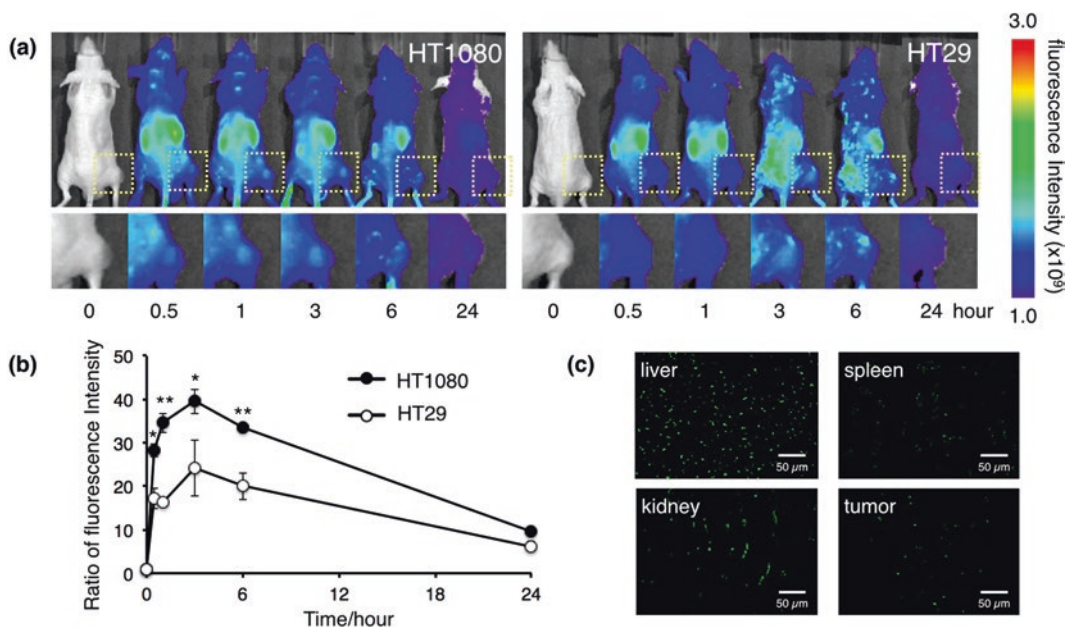 (a)
HT1080
HT29
3.0
fluorescence Intensity (x10⁹)
1.0
0 0.5 1 3 6 24
0 0.5 1 3 6 24 hour
(b)
Ratio of fluorescence Intensity
50
40
30
20
10
0
* ** * **
HT1080
HT29
0 6 12 18 24
Time/hour
(c)
liver
50 µm
spleen
50 µm
kidney
50 µm
tumor
50 µm